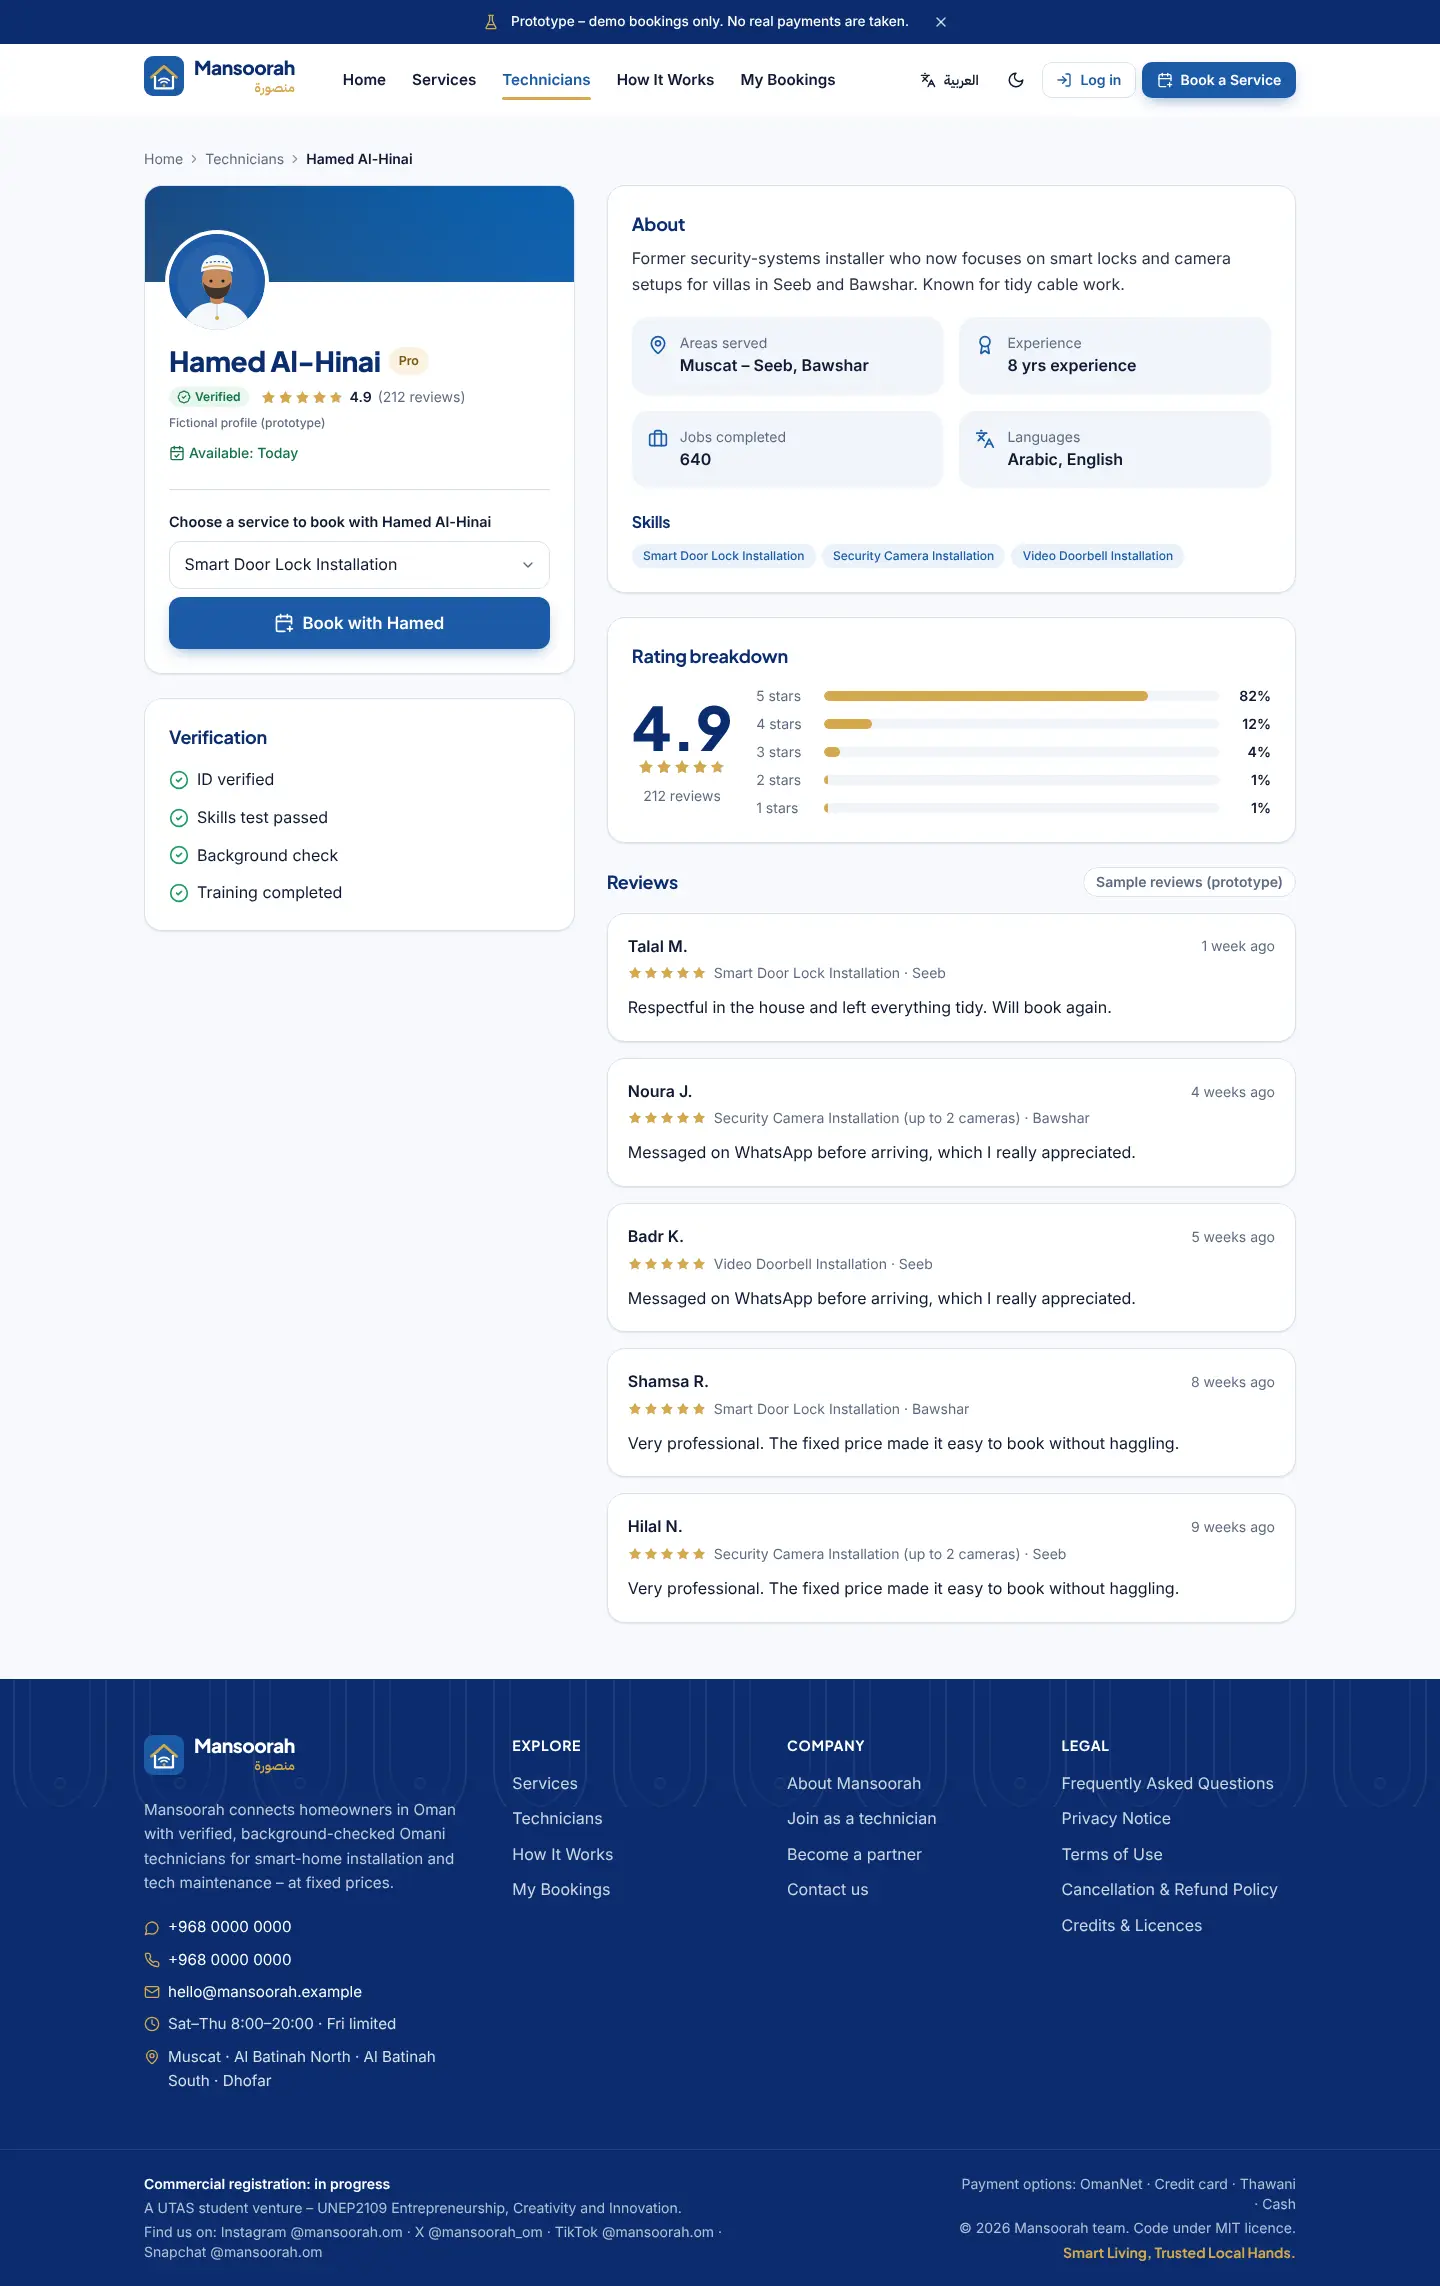 Prototype – demo bookings only. No real payments are taken.
Mansoorah
منصورة
Home
Services
Technicians
How It Works
My Bookings
العربية
Log in
Book a Service
Home
Technicians
Hamed Al-Hinai
Hamed Al-Hinai
Pro
Verified
4.9 (212 reviews)
Fictional profile (prototype)
Available: Today
Choose a service to book with Hamed Al-Hinai
Smart Door Lock Installation
Book with Hamed
Verification
ID verified
Skills test passed
Background check
Training completed
About
Former security-systems installer who now focuses on smart locks and camera
setups for villas in Seeb and Bawshar. Known for tidy cable work.
Areas served
Muscat – Seeb, Bawshar
Experience
8 yrs experience
Jobs completed
640
Languages
Arabic, English
Skills
Smart Door Lock Installation
Security Camera Installation
Video Doorbell Installation
Rating breakdown
4.9
212 reviews
5 stars 82%
4 stars 12%
3 stars 4%
2 stars 1%
1 stars 1%
Reviews
Sample reviews (prototype)
Talal M.
1 week ago
Smart Door Lock Installation · Seeb
Respectful in the house and left everything tidy. Will book again.
Noura J.
4 weeks ago
Security Camera Installation (up to 2 cameras) · Bawshar
Messaged on WhatsApp before arriving, which I really appreciated.
Badr K.
5 weeks ago
Video Doorbell Installation · Seeb
Messaged on WhatsApp before arriving, which I really appreciated.
Shamsa R.
8 weeks ago
Smart Door Lock Installation · Bawshar
Very professional. The fixed price made it easy to book without haggling.
Hilal N.
9 weeks ago
Security Camera Installation (up to 2 cameras) · Seeb
Very professional. The fixed price made it easy to book without haggling.
Mansoorah
منصورة
Mansoorah connects homeowners in Oman
with verified, background-checked Omani
technicians for smart-home installation and
tech maintenance – at fixed prices.
+968 0000 0000
+968 0000 0000
hello@mansoorah.example
Sat–Thu 8:00–20:00 · Fri limited
Muscat · Al Batinah North · Al Batinah
South · Dhofar
EXPLORE
Services
Technicians
How It Works
My Bookings
COMPANY
About Mansoorah
Join as a technician
Become a partner
Contact us
LEGAL
Frequently Asked Questions
Privacy Notice
Terms of Use
Cancellation & Refund Policy
Credits & Licences
Commercial registration: in progress
A UTAS student venture – UNEP2109 Entrepreneurship, Creativity and Innovation.
Find us on: Instagram @mansoorah.om · X @mansoorah_om · TikTok @mansoorah.om ·
Snapchat @mansoorah.om
Payment options: OmanNet · Credit card · Thawani
· Cash
© 2026 Mansoorah team. Code under MIT licence.
Smart Living, Trusted Local Hands.